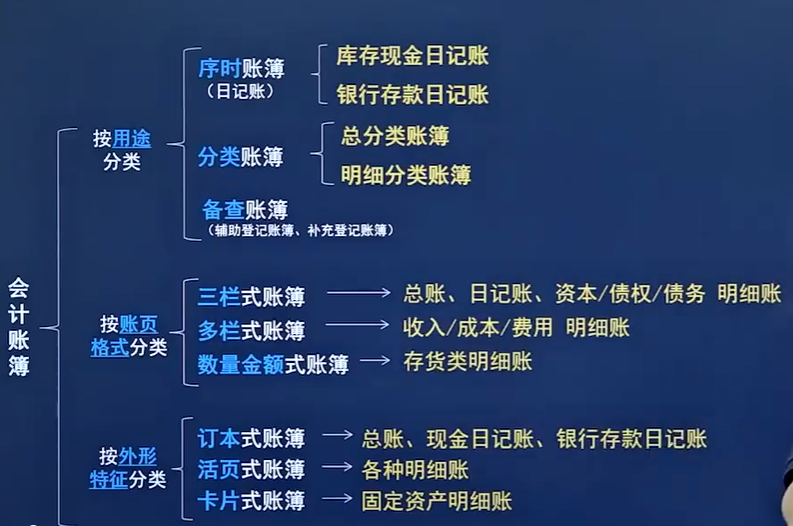 会计账簿
按用途
分类
序时账簿
（日记账）
库存现金日记账
银行存款日记账
分类账簿
总分类账簿
明细分类账簿
备查账簿
（辅助登记账簿、补充登记账簿）
按账页
格式分类
三栏式账簿 总账、日记账、资本/债权/债务 明细账
多栏式账簿 收入/成本/费用 明细账
数量金额式账簿 存货类明细账
按外形
特征分类
订本式账簿 总账、现金日记账、银行存款日记账
活页式账簿 各种明细账
卡片式账簿 固定资产明细账